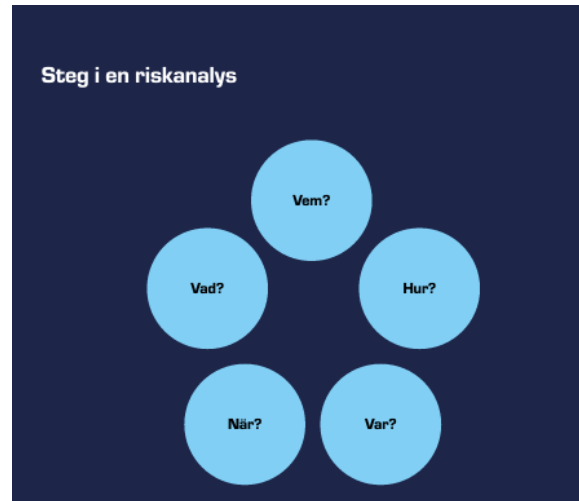 Steg i en riskanalys
Vem?
Vad?
Hur?
När?
Var?